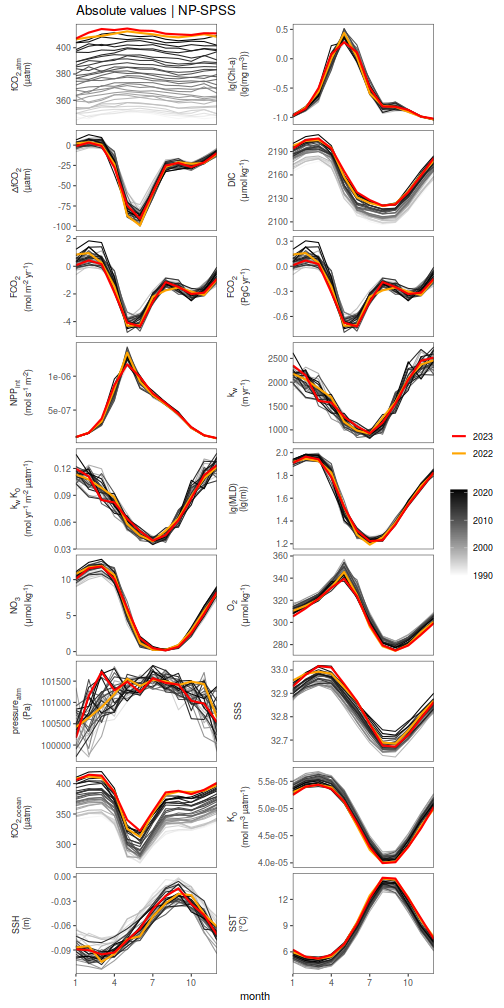 Absolute values | NP-SPSS
fCO2,atm
(µatm)
400
380
360
lg(Chl-a)
(lg(mg m-3))
0.5
0.0
-0.5
-1.0
ΔfCO2
(µatm)
0
-25
-50
-75
-100
DIC
(µmol kg-1)
2190
2160
2130
2100
FCO2
(mol m-2 yr-1)
2
0
-2
-4
FCO2
(PgC yr-1)
0.3
0.0
-0.3
-0.6
NPPint
(mol s-1 m-2)
1e-06
5e-07
kw
(m yr-1)
2500
2000
1500
1000
kw K0
(mol yr-1 m-2 µatm-1)
0.12
0.09
0.06
0.03
lg(MLD)
(lg(m))
2.0
1.8
1.6
1.4
1.2
NO3
(µmol kg-1)
10
5
0
O2
(µmol kg-1)
360
340
320
300
280
pressureatm
(Pa)
101500
101000
100500
100000
SSS
33.0
32.8
32.7
fCO2,ocean
(µatm)
400
350
300
K0
(mol m-3 µatm-1)
5.5e-05
5.0e-05
4.5e-05
4.0e-05
SSH
(m)
0.00
-0.03
-0.06
-0.09
SST
(°C)
12
9
6
1 4 7 10
1 4 7 10
month
2023
2022
2020
2010
2000
1990